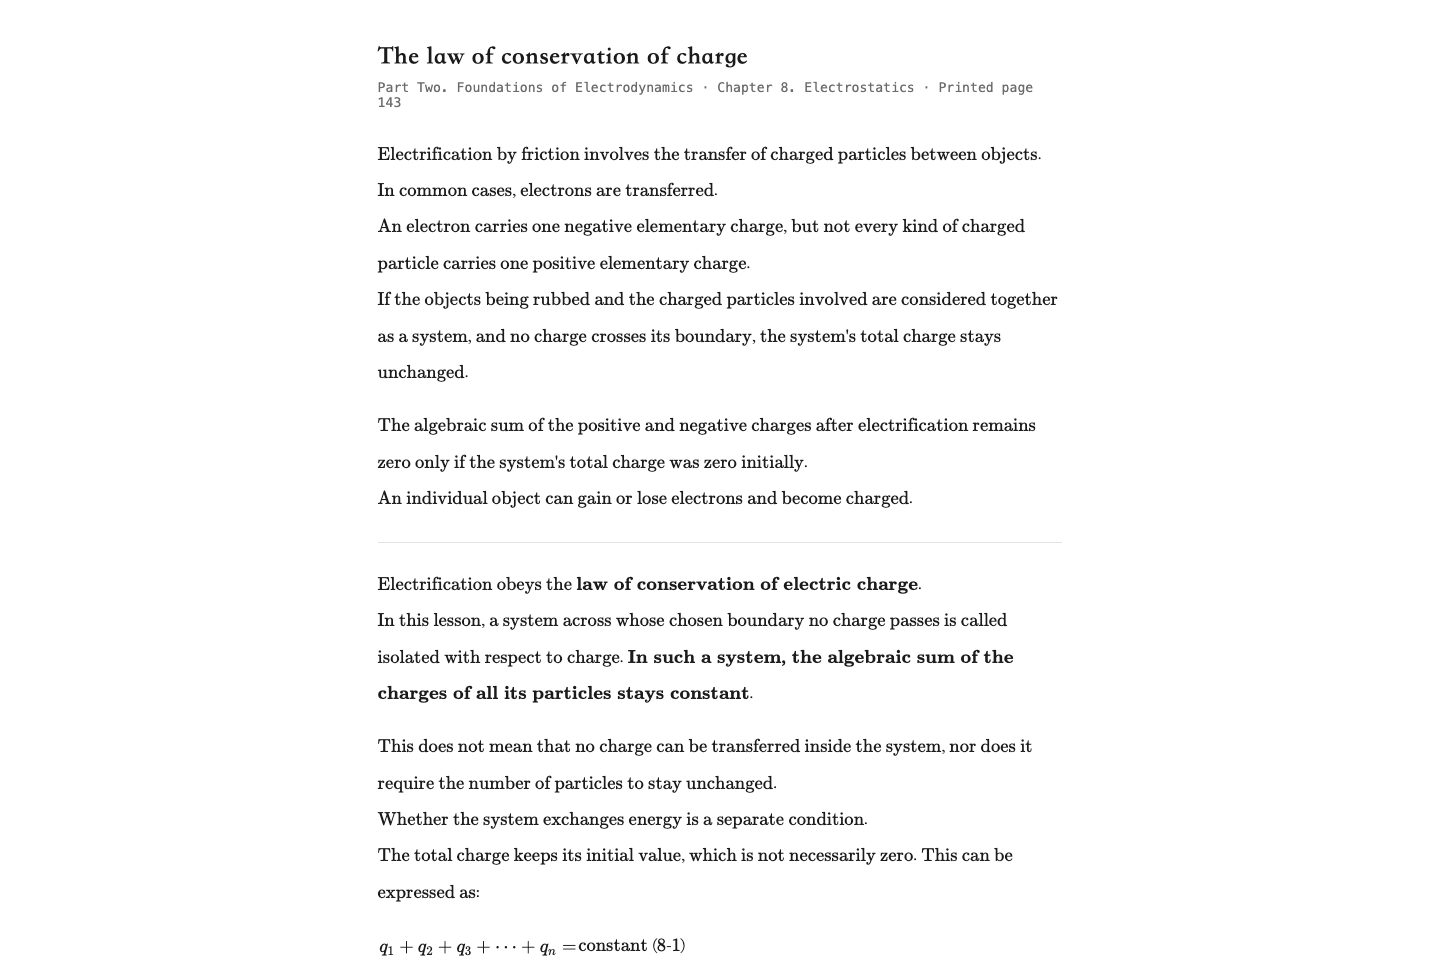 The law of conservation of charge
Part Two. Foundations of Electrodynamics · Chapter 8. Electrostatics · Printed page
143
Electrification by friction involves the transfer of charged particles between objects.
In common cases, electrons are transferred.
An electron carries one negative elementary charge, but not every kind of charged
particle carries one positive elementary charge.
If the objects being rubbed and the charged particles involved are considered together
as a system, and no charge crosses its boundary, the system's total charge stays
unchanged.
The algebraic sum of the positive and negative charges after electrification remains
zero only if the system's total charge was zero initially.
An individual object can gain or lose electrons and become charged.
Electrification obeys the law of conservation of electric charge.
In this lesson, a system across whose chosen boundary no charge passes is called
isolated with respect to charge. In such a system, the algebraic sum of the
charges of all its particles stays constant.
This does not mean that no charge can be transferred inside the system, nor does it
require the number of particles to stay unchanged.
Whether the system exchanges energy is a separate condition.
The total charge keeps its initial value, which is not necessarily zero. This can be
expressed as:
q₁ + q₂ + q₃ + ⋯ + qₙ =constant (8-1)